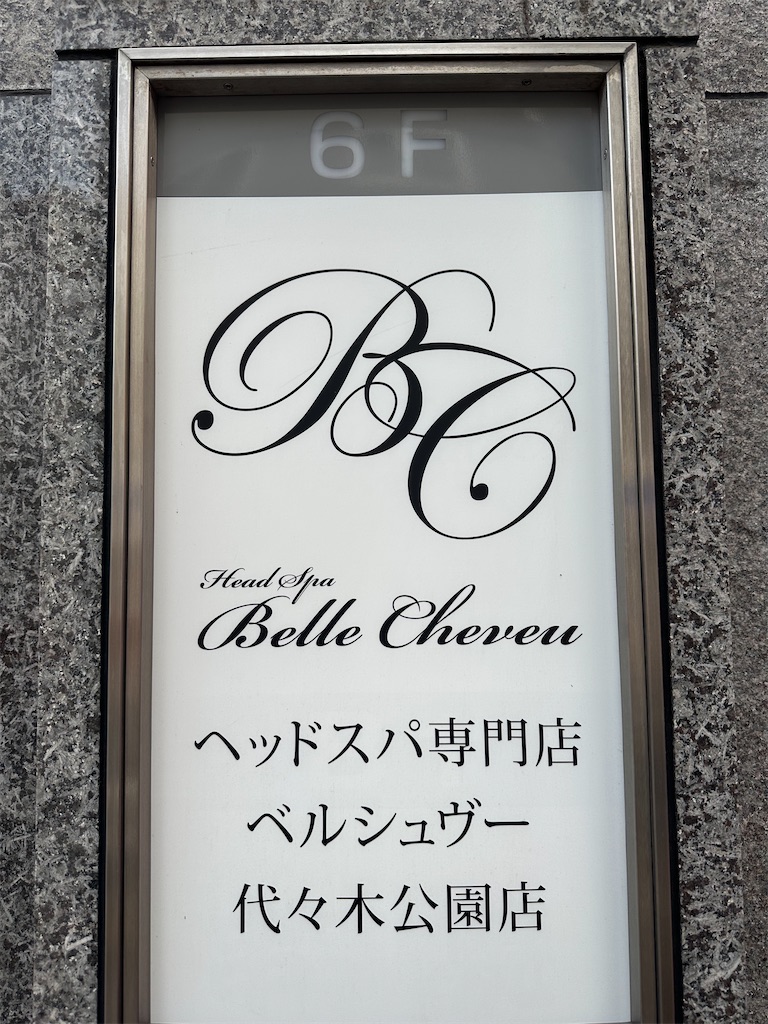 6F
BC
Head Spa
Belle Cheveu
ヘッドスパ専門店
ベルシュヴー
代々木公園店